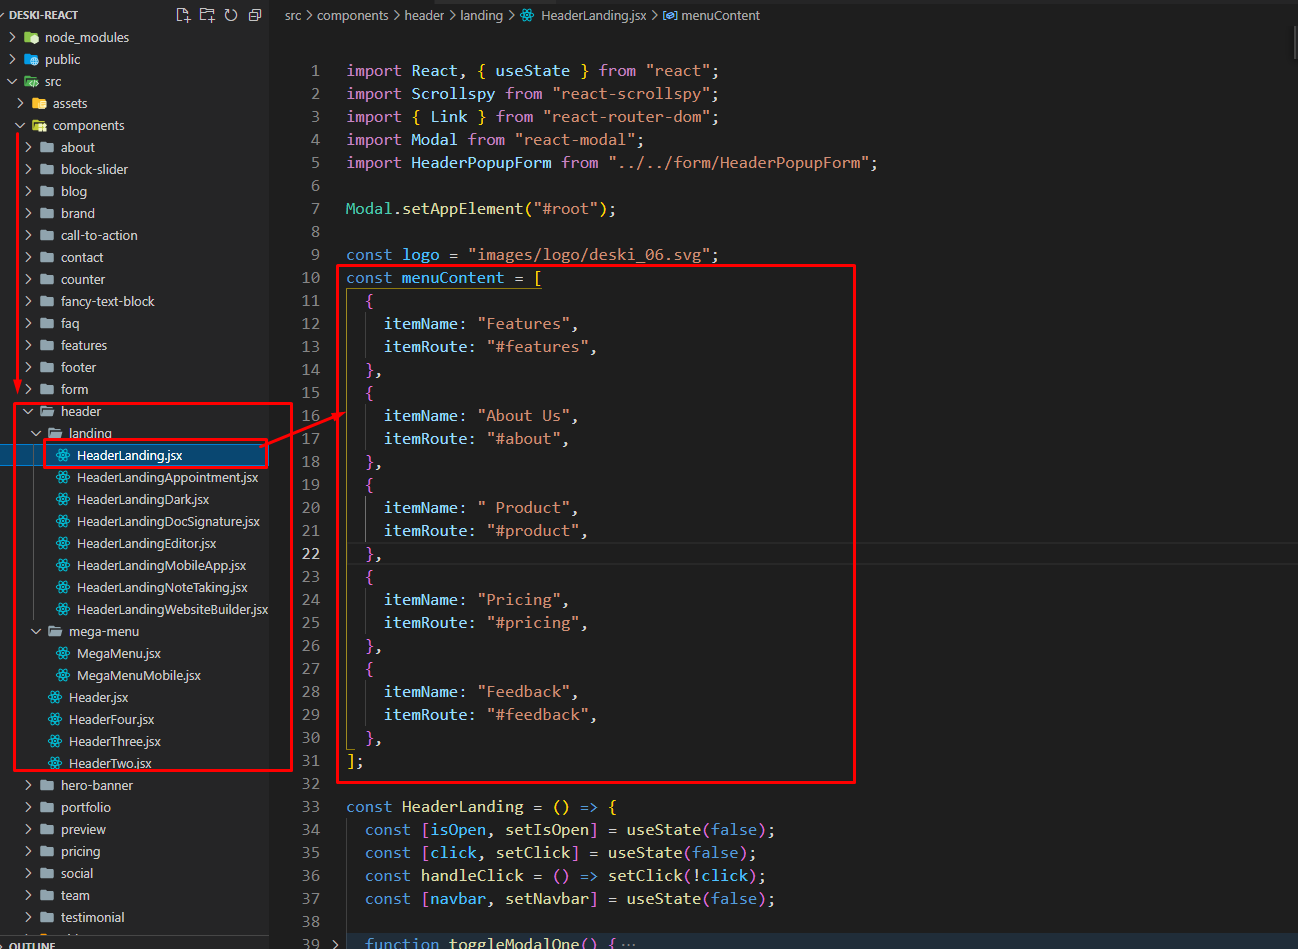 DESKI-REACT
node_modules
public
src
assets
components
about
block-slider
blog
brand
call-to-action
contact
counter
fancy-text-block
faq
features
footer
form
header
landing
HeaderLanding.jsx
HeaderLandingAppointment.jsx
HeaderLandingDark.jsx
HeaderLandingDocSignature.jsx
HeaderLandingEditor.jsx
HeaderLandingMobileApp.jsx
HeaderLandingNoteTaking.jsx
HeaderLandingWebsiteBuilder.jsx
mega-menu
MegaMenu.jsx
MegaMenuMobile.jsx
Header.jsx
HeaderFour.jsx
HeaderThree.jsx
HeaderTwo.jsx
hero-banner
portfolio
preview
pricing
social
team
testimonial
OUTLINE
src > components > header > landing > HeaderLanding.jsx > menuContent
1 import React, { useState } from "react";
2 import Scrollspy from "react-scrollspy";
3 import { Link } from "react-router-dom";
4 import Modal from "react-modal";
5 import HeaderPopupForm from "../../form/HeaderPopupForm";
6
7 Modal.setAppElement("#root");
8
9 const logo = "images/logo/deski_06.svg";
10 const menuContent = [
11 {
12 itemName: "Features",
13 itemRoute: "#features",
14 },
15 {
16 itemName: "About Us",
17 itemRoute: "#about",
18 },
19 {
20 itemName: " Product",
21 itemRoute: "#product",
22 },
23 {
24 itemName: "Pricing",
25 itemRoute: "#pricing",
26 },
27 {
28 itemName: "Feedback",
29 itemRoute: "#feedback",
30 },
31 ];
32
33 const HeaderLanding = () => {
34 const [isOpen, setIsOpen] = useState(false);
35 const [click, setClick] = useState(false);
36 const handleClick = () => setClick(!click);
37 const [navbar, setNavbar] = useState(false);
38
39 > function toggleModalOne() { ···